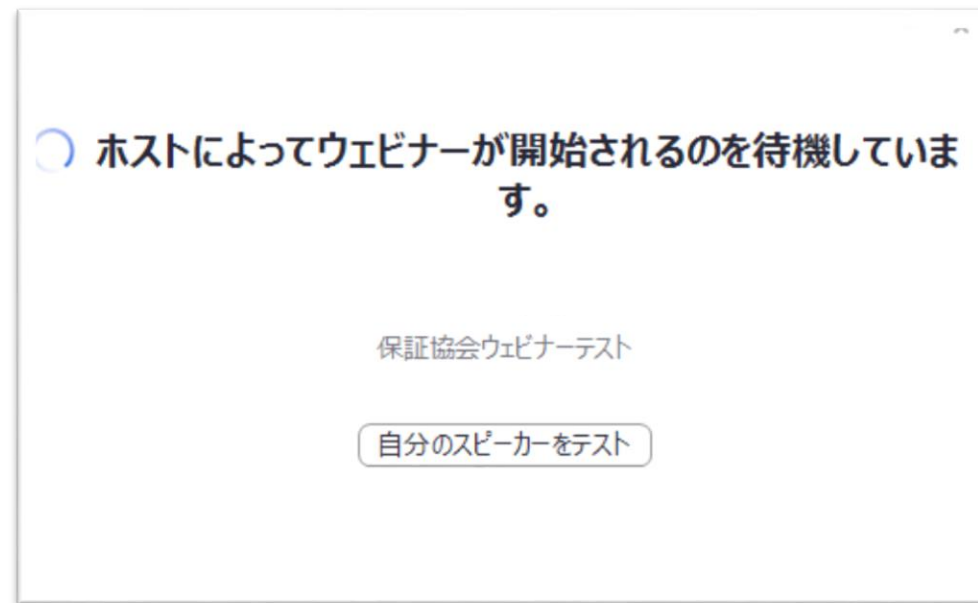 ホストによってウェビナーが開始されるのを待機していま
す。
保証協会ウェビナーテスト
自分のスピーカーをテスト